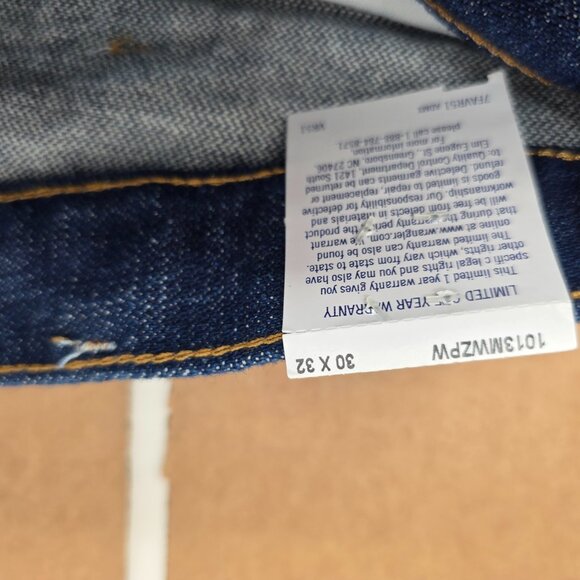 1013MWZPW 30 X 32
LIMITED ONE YEAR WARRANTY
This limited 1 year warranty gives you
specific legal rights and you may also have
other rights, which vary from state to state.
The limited warranty can also be found
online at www.wrangler.com. We warrant
that during the warranty period, the product
will be free from defects in materials and
workmanship. Our responsibility for defective
goods is limited to repair, replacement or
refund. Defective garments can be returned
to: Quality Control Department, 1421 South
Elm Eugene St., Greensboro, NC 27406.
For more information,
please call 1-888-784-8571.
VR51
7FAVR51